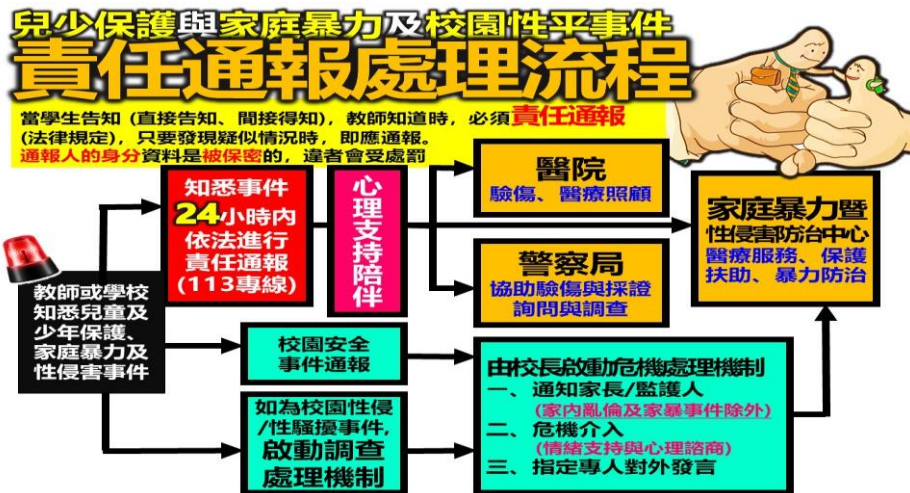 兒少保護與家庭暴力及校園性平事件
責任通報處理流程
當學生告知 (直接告知、間接得知)，教師知道時，必須責任通報
(法律規定)，只要發現疑似情況時，即應通報。
通報人的身分資料是被保密的，違者會受處罰
教師或學校
知悉兒童及
少年保護、
家庭暴力及
性侵害事件
知悉事件
24小時內
依法進行
責任通報
(113專線)
心理支持陪伴
醫院
驗傷、醫療照顧
警察局
協助驗傷與採證
詢問與調查
家庭暴力暨
性侵害防治中心
醫療服務、保護
扶助、暴力防治
校園安全
事件通報
如為校園性侵
/性騷擾事件,
啟動調查
處理機制
由校長啟動危機處理機制
一、通知家長/監護人
(家內亂倫及家暴事件除外)
二、危機介入
(情緒支持與心理諮商)
三、指定專人對外發言